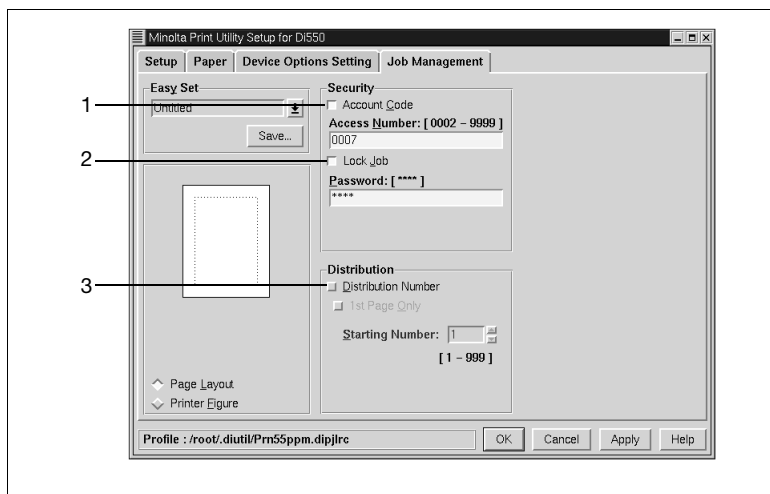 Minolta Print Utility Setup for Di550
Setup Paper Device Options Setting Job Management
Easy Set
Untitled
Save...
Page Layout
Printer Figure
1
Security
Account Code
Access Number: [ 0002 – 9999 ]
0007
2
Lock Job
Password: [ **** ]
****
3
Distribution
Distribution Number
1st Page Only
Starting Number: 1
[ 1 – 999 ]
Profile : /root/.diutil/Prn55ppm.dipjlrc
OK Cancel Apply Help